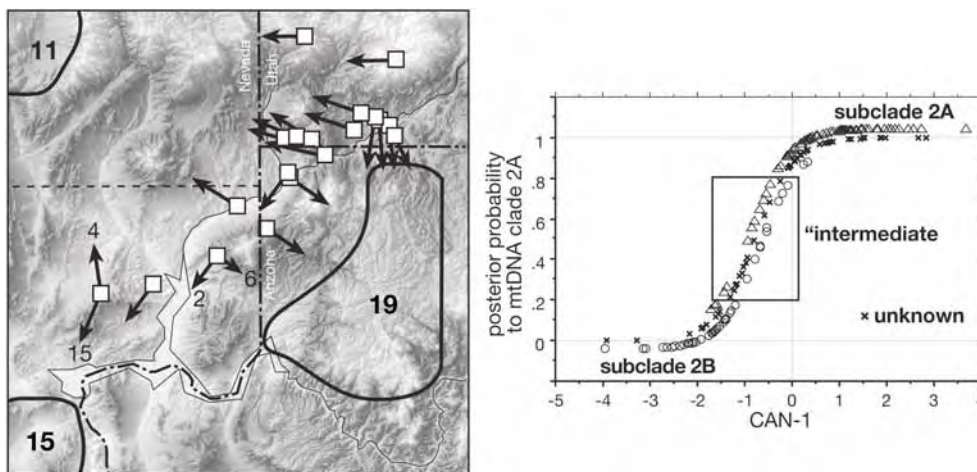 11
Nevada
Utah
4
15
2
6
Arizona
19
15
posterior probability
to mtDNA clade 2A
1
.8
.6
.4
.2
0
subclade 2A
"intermediate
× unknown
subclade 2B
-5 -4 -3 -2 -1 0 1 2 3 4
CAN-1